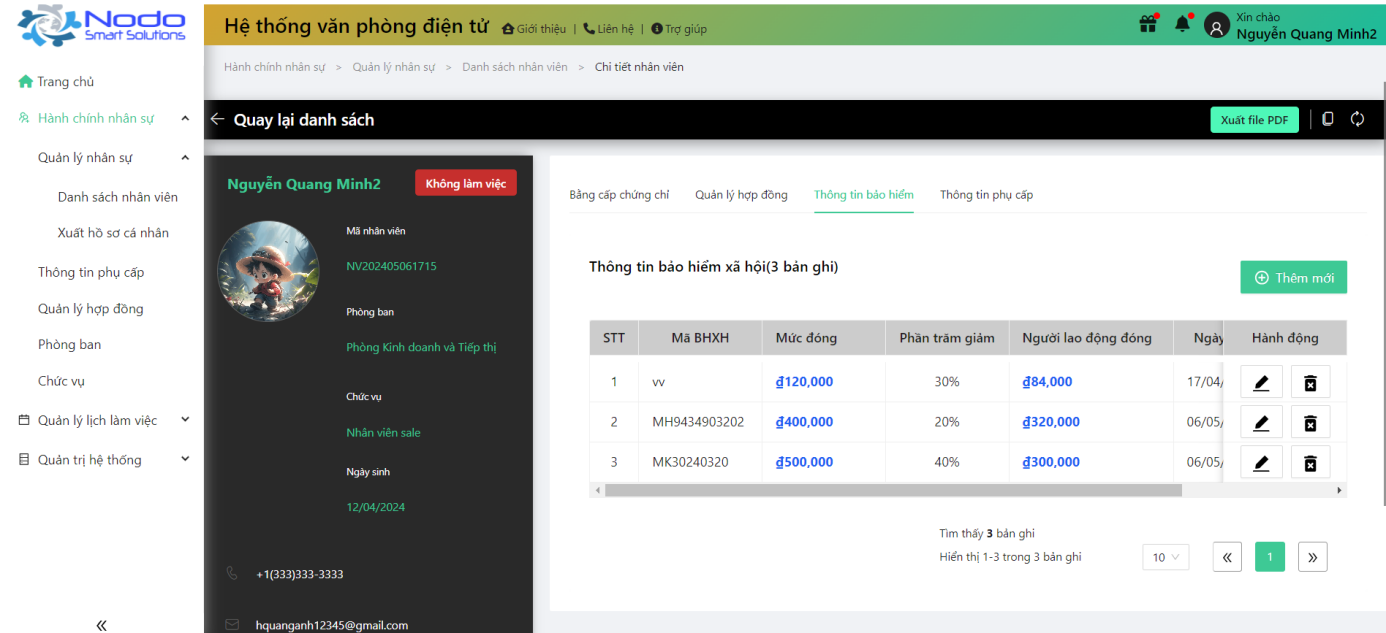 Nodo
Smart Solutions
Hệ thống văn phòng điện tử
Giới thiệu | Liên hệ | Trợ giúp
Xin chào
Nguyễn Quang Minh2
Trang chủ
Hành chính nhân sự
Quản lý nhân sự
Danh sách nhân viên
Xuất hồ sơ cá nhân
Thông tin phụ cấp
Quản lý hợp đồng
Phòng ban
Chức vụ
Quản lý lịch làm việc
Quản trị hệ thống
Hành chính nhân sự > Quản lý nhân sự > Danh sách nhân viên > Chi tiết nhân viên
Quay lại danh sách
Xuất file PDF
Nguyễn Quang Minh2
Không làm việc
Mã nhân viên
NV202405061715
Phòng ban
Phòng Kinh doanh và Tiếp thị
Chức vụ
Nhân viên sale
Ngày sinh
12/04/2024
+1(333)333-3333
hquanganh12345@gmail.com
Bằng cấp chứng chỉ Quản lý hợp đồng Thông tin bảo hiểm Thông tin phụ cấp
Thông tin bảo hiểm xã hội(3 bản ghi)
Thêm mới
STT Mã BHXH Mức đóng Phần trăm giảm Người lao động đóng Ngày Hành động
1 vv ₫120,000 30% ₫84,000 17/04/
2 MH9434903202 ₫400,000 20% ₫320,000 06/05/
3 MK30240320 ₫500,000 40% ₫300,000 06/05/
Tìm thấy 3 bản ghi
Hiển thị 1-3 trong 3 bản ghi
10
1